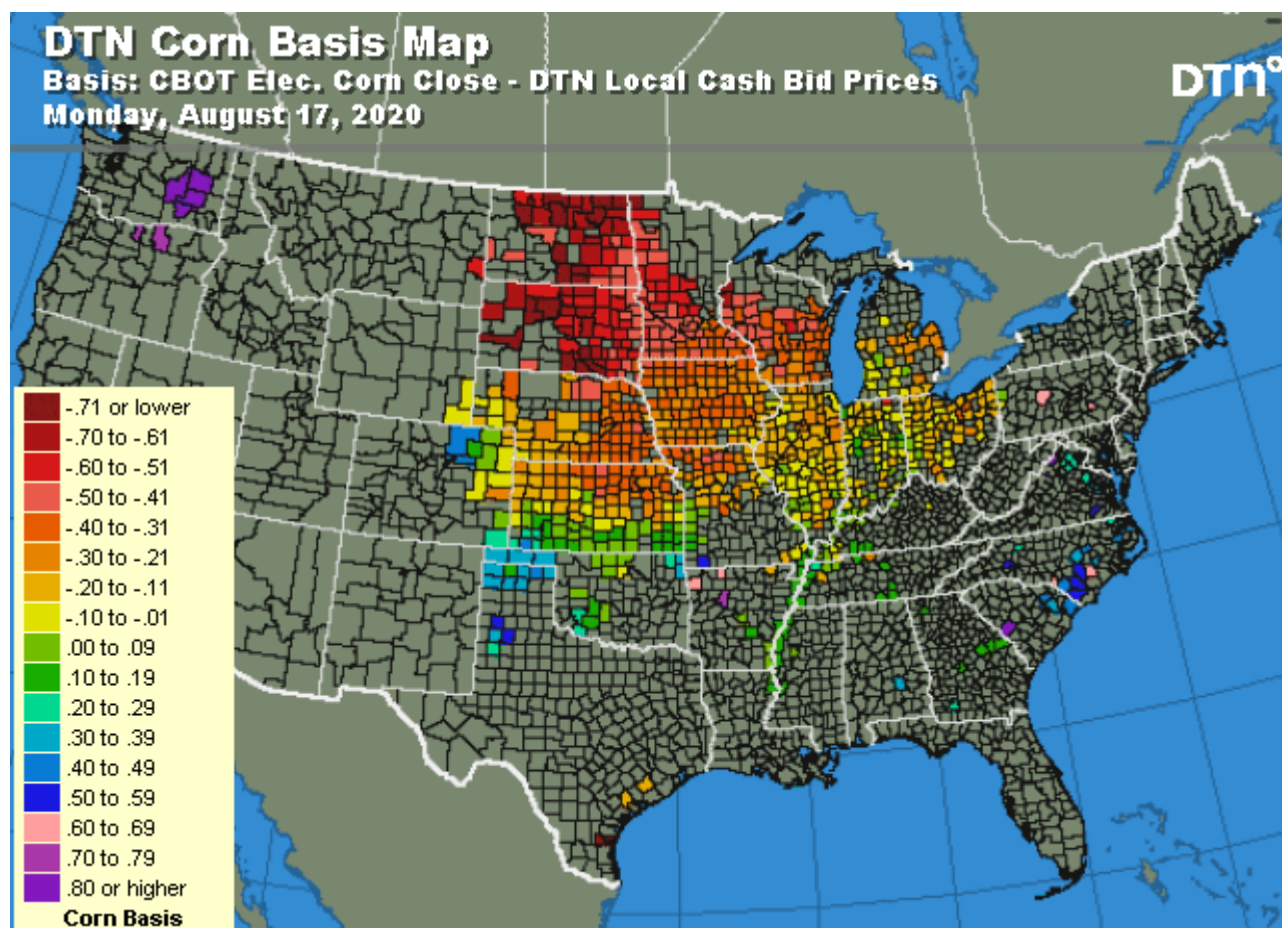 DTN Corn Basis Map
Basis: CBOT Elec. Corn Close - DTN Local Cash Bid Prices
Monday, August 17, 2020
DTN
-.71 or lower
-.70 to -.61
-.60 to -.51
-.50 to -.41
-.40 to -.31
-.30 to -.21
-.20 to -.11
-.10 to -.01
.00 to .09
.10 to .19
.20 to .29
.30 to .39
.40 to .49
.50 to .59
.60 to .69
.70 to .79
.80 or higher
Corn Basis